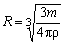 R = ∛(3m / 4πρ)